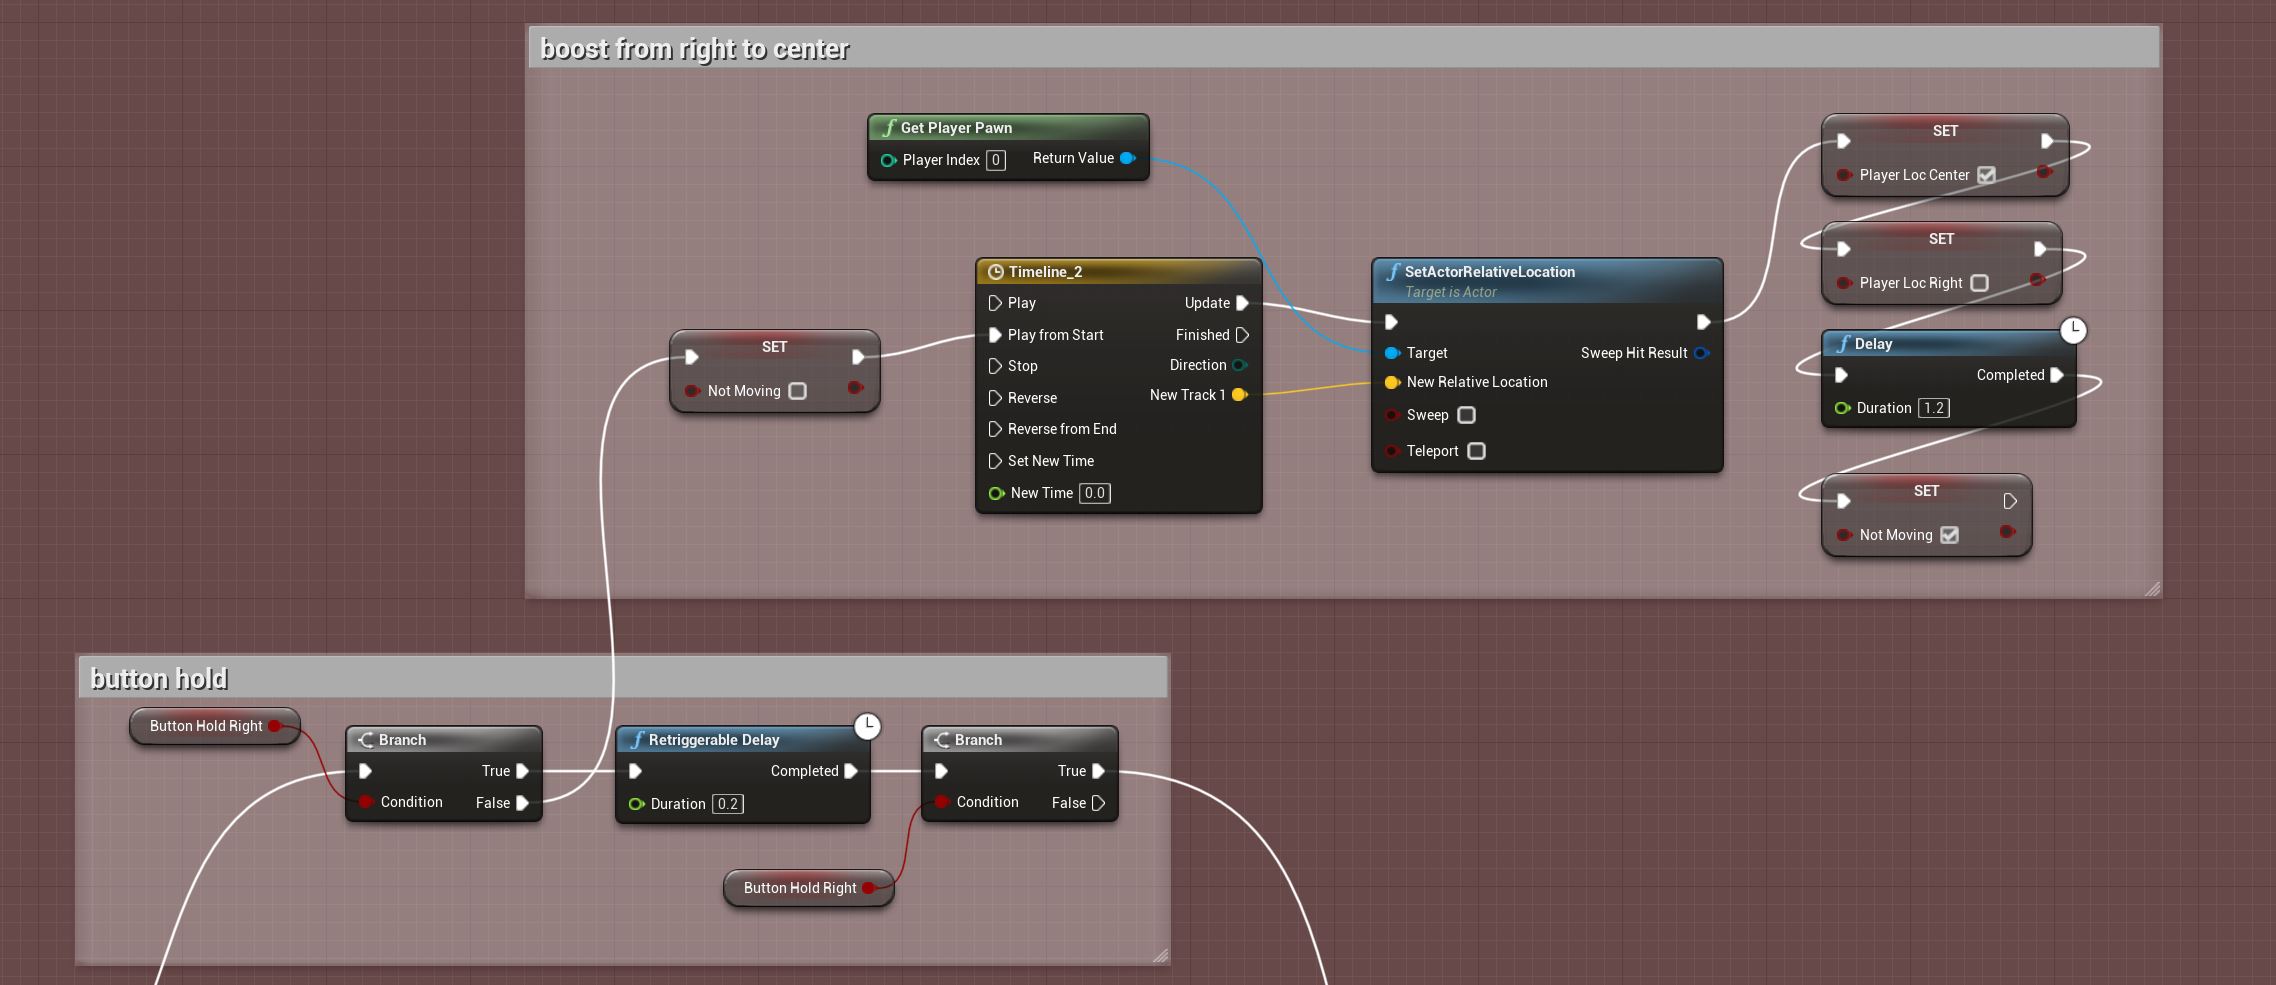 boost from right to center
Get Player Pawn
Player Index 0 Return Value
Timeline_2
Play Update
Play from Start Finished
Stop Direction
Reverse New Track 1
Reverse from End
Set New Time
New Time 0.0
SET
Not Moving
SetActorRelativeLocation
Target is Actor
Target Sweep Hit Result
New Relative Location
Sweep
Teleport
SET
Player Loc Center
SET
Player Loc Right
Delay
Completed
Duration 1.2
SET
Not Moving
button hold
Button Hold Right
Branch
True
Condition False
Retriggerable Delay
Completed
Duration 0.2
Branch
True
Condition False
Button Hold Right